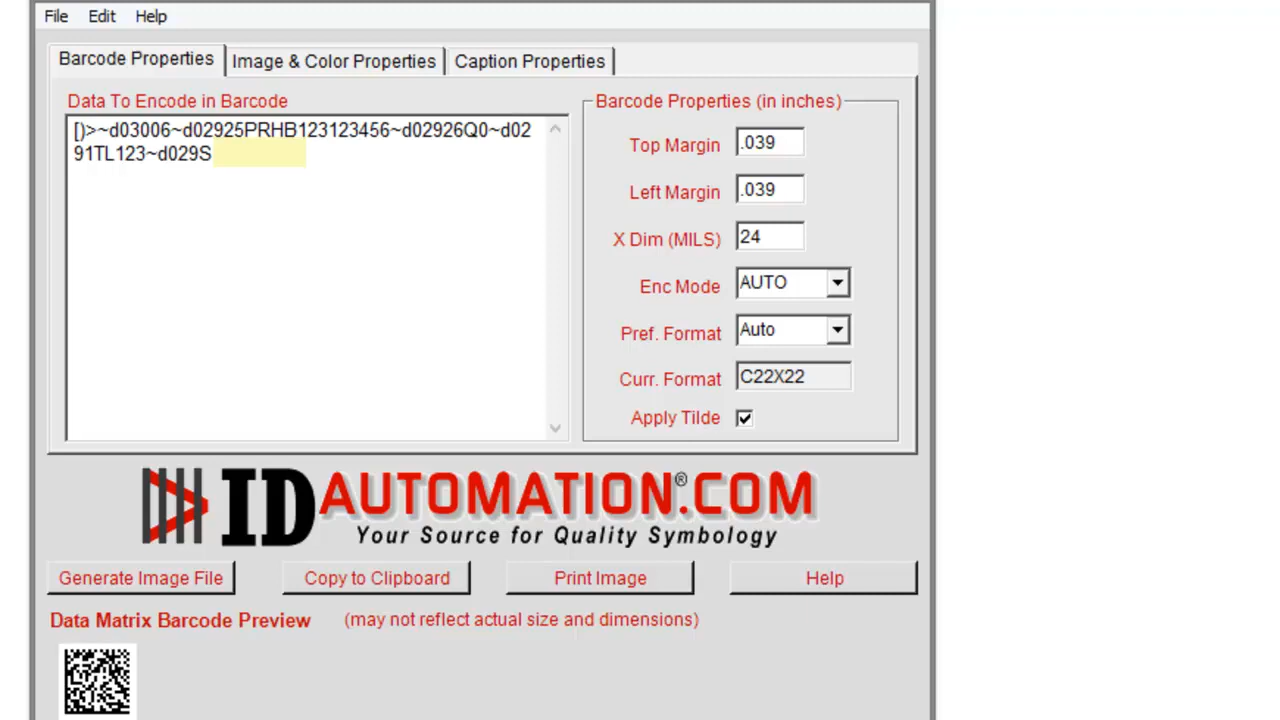 File Edit Help
Barcode Properties Image & Color Properties Caption Properties
Data To Encode in Barcode
[)>~d03006~d02925PRHB123123456~d02926Q0~d02
91TL123~d029S
Barcode Properties (in inches)
Top Margin .039
Left Margin .039
X Dim (MILS) 24
Enc Mode AUTO
Pref. Format Auto
Curr. Format C22X22
Apply Tilde
IDAUTOMATION®.COM
Your Source for Quality Symbology
Generate Image File Copy to Clipboard Print Image Help
Data Matrix Barcode Preview (may not reflect actual size and dimensions)